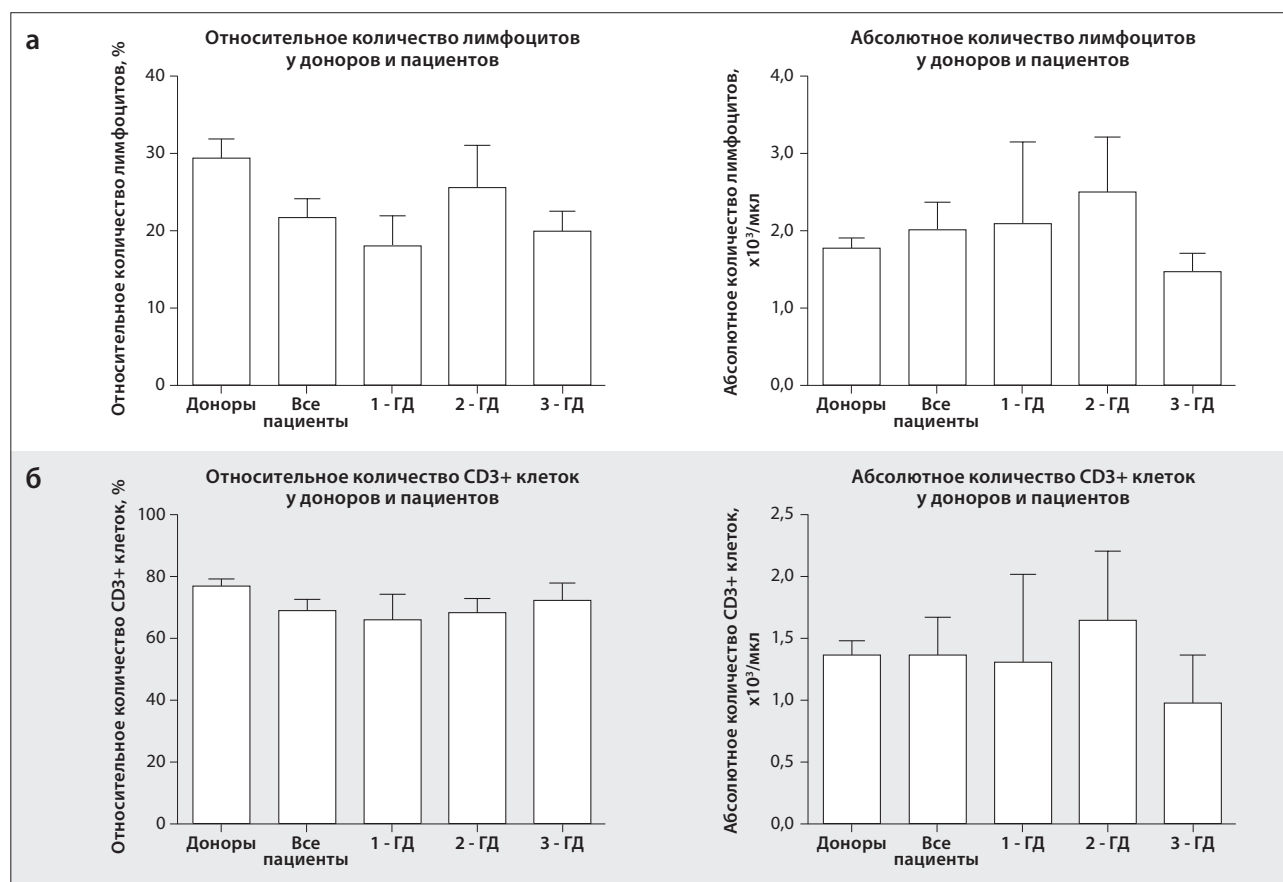 а
Относительное количество лимфоцитов
у доноров и пациентов
Относительное количество лимфоцитов, %
40
30
20
10
0
Доноры
Все
пациенты
1 - ГД
2 - ГД
3 - ГД
Абсолютное количество лимфоцитов
у доноров и пациентов
Абсолютное количество лимфоцитов,
x10³/мкл
4,0
3,0
2,0
1,0
0,0
Доноры
Все
пациенты
1 - ГД
2 - ГД
3 - ГД
б
Относительное количество CD3+ клеток
у доноров и пациентов
Относительное количество CD3+ клеток, %
100
80
60
40
20
0
Доноры
Все
пациенты
1 - ГД
2 - ГД
3 - ГД
Абсолютное количество CD3+ клеток
у доноров и пациентов
Абсолютное количество CD3+ клеток,
x10³/мкл
2,5
2,0
1,5
1,0
0,5
0,0
Доноры
Все
пациенты
1 - ГД
2 - ГД
3 - ГД